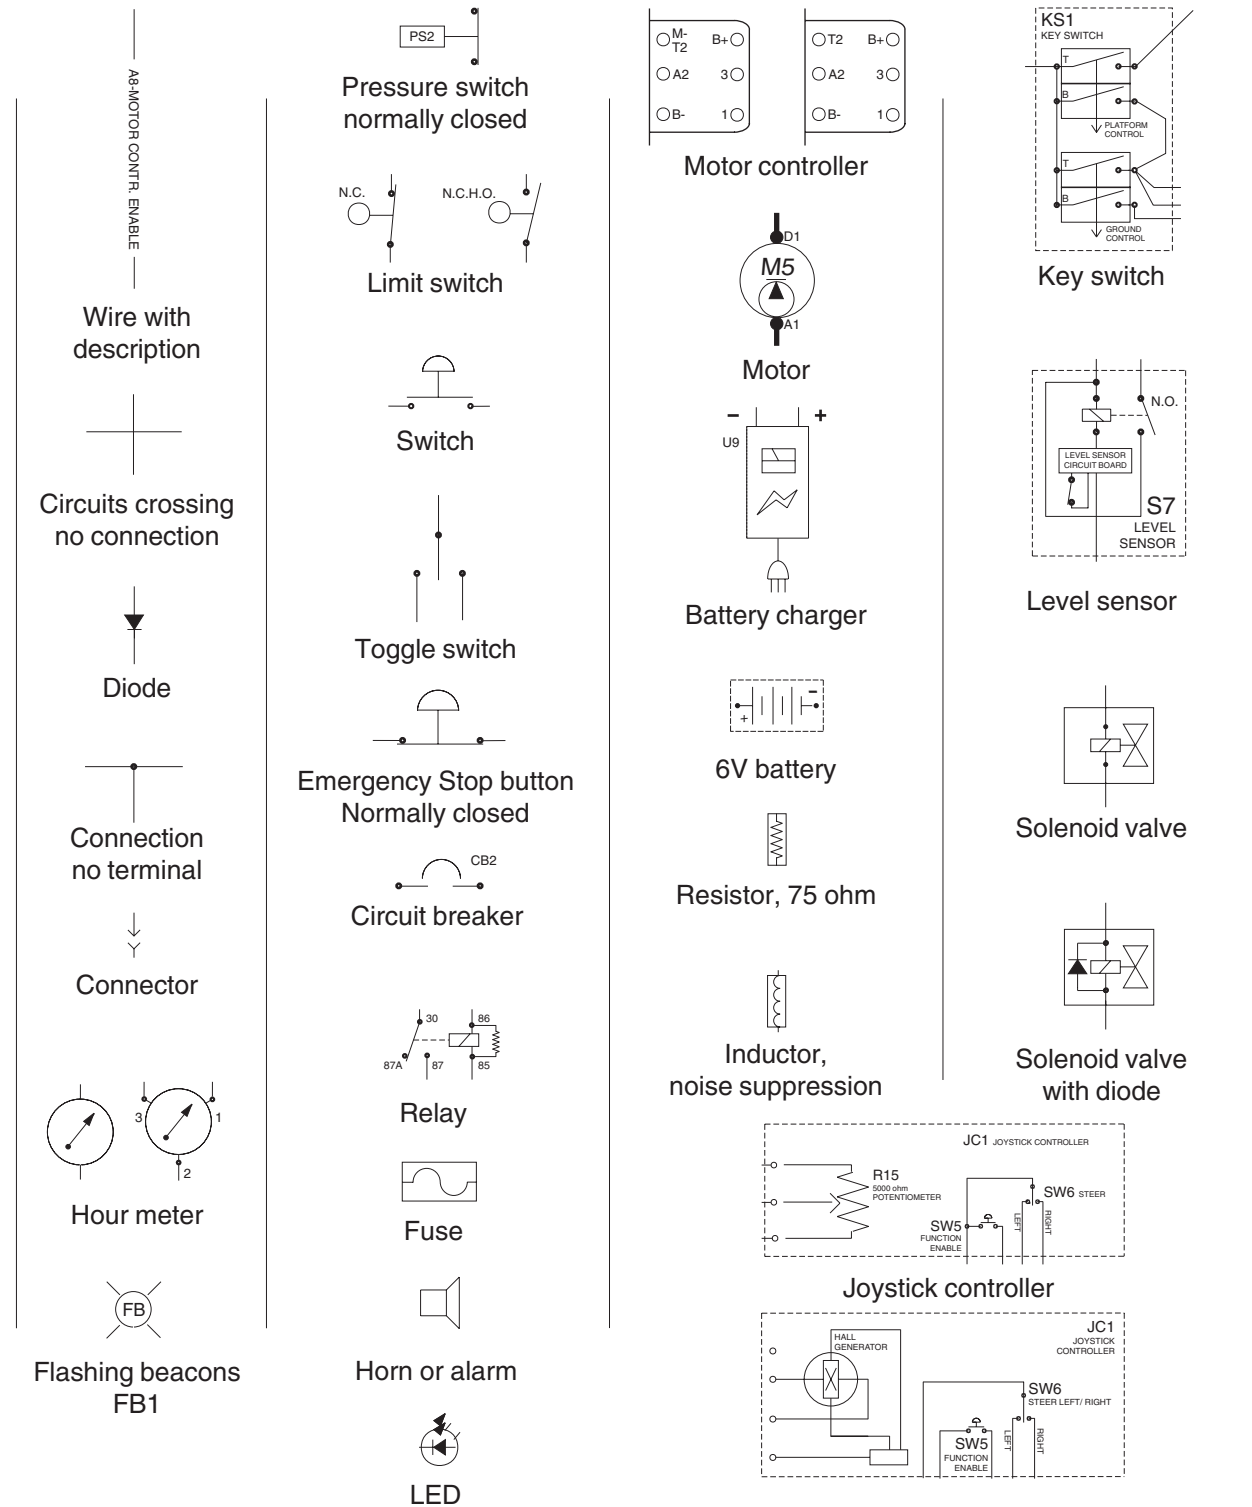 A8-MOTOR CONTR. ENABLE
Wire with
description
Circuits crossing
no connection
Diode
Connection
no terminal
Connector
3
1
2
Hour meter
FB
Flashing beacons
FB1
PS2
Pressure switch
normally closed
N.C.
N.C.H.O.
Limit switch
Switch
Toggle switch
Emergency Stop button
Normally closed
CB2
Circuit breaker
30
86
87A
87
85
Relay
Fuse
Horn or alarm
LED
M-
T2
B+
A2
3
B-
1
T2
B+
A2
3
B-
1
Motor controller
D1
M5
A1
Motor
– +
U9
Battery charger
+ –
6V battery
Resistor, 75 ohm
Inductor,
noise suppression
KS1
KEY SWITCH
T
B
PLATFORM
CONTROL
T
B
GROUND
CONTROL
Key switch
N.O.
LEVEL SENSOR
CIRCUIT BOARD
S7
LEVEL
SENSOR
Level sensor
Solenoid valve
Solenoid valve
with diode
JC1 JOYSTICK CONTROLLER
R15
5000 ohm
POTENTIOMETER
SW6 STEER
LEFT
RIGHT
SW5
FUNCTION
ENABLE
Joystick controller
JC1
JOYSTICK
CONTROLLER
HALL
GENERATOR
SW6
STEER LEFT/ RIGHT
LEFT
RIGHT
SW5
FUNCTION
ENABLE